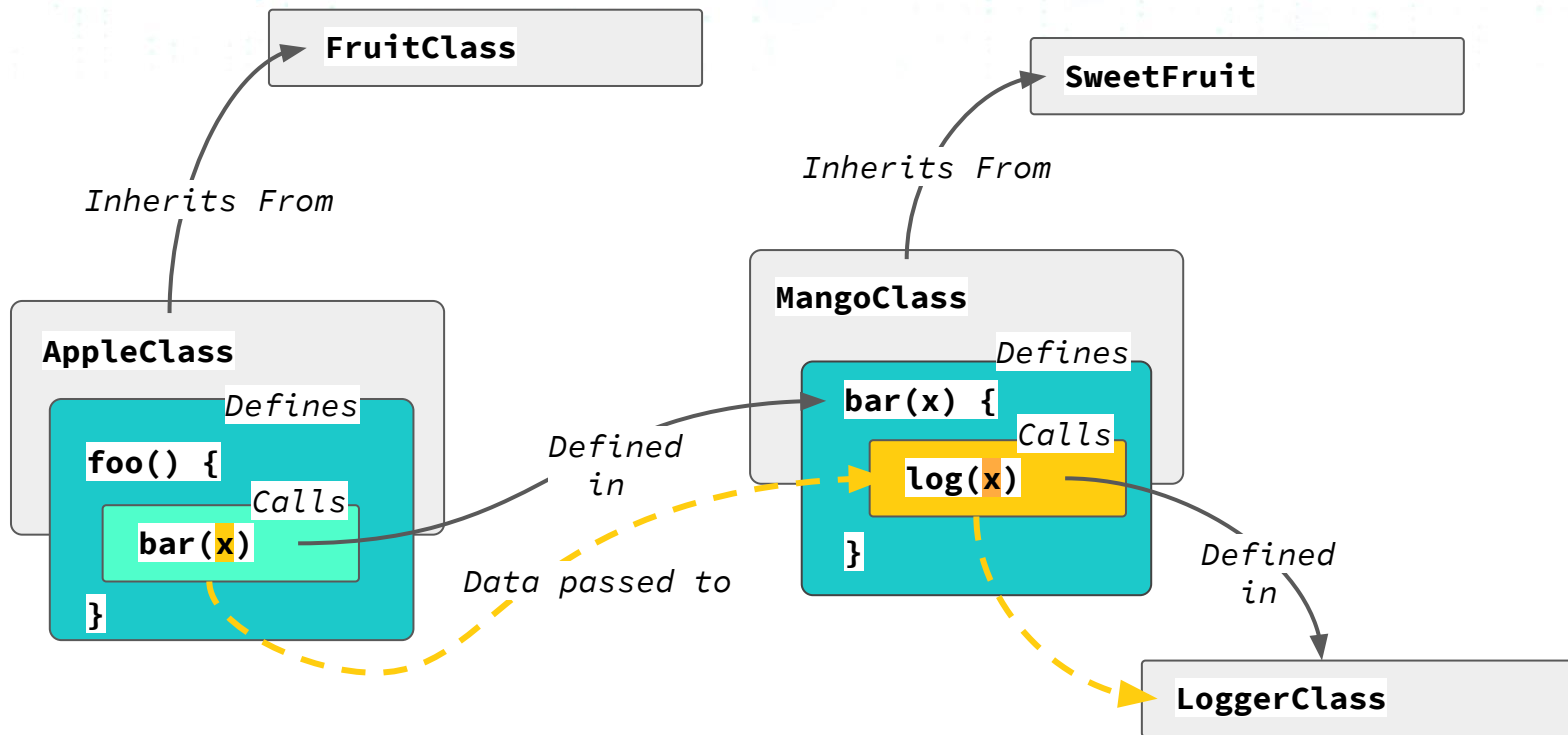 FruitClass
SweetFruit
Inherits From
Inherits From
AppleClass
Defines
foo() {
Calls
bar(x)
}
Defined
in
Data passed to
MangoClass
Defines
bar(x) {
Calls
log(x)
}
Defined
in
LoggerClass